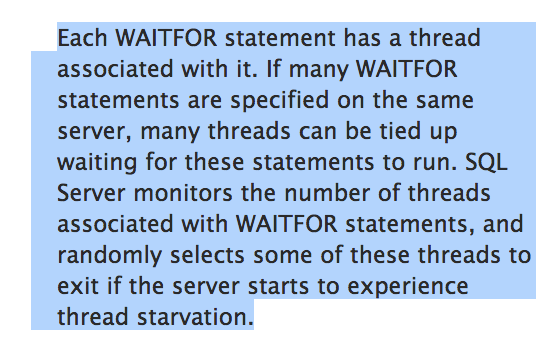 Each WAITFOR statement has a thread
associated with it. If many WAITFOR
statements are specified on the same
server, many threads can be tied up
waiting for these statements to run. SQL
Server monitors the number of threads
associated with WAITFOR statements, and
randomly selects some of these threads to
exit if the server starts to experience
thread starvation.